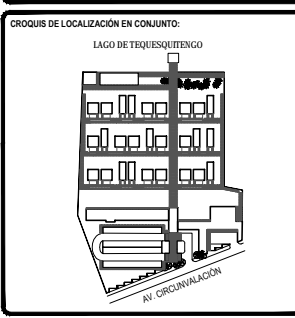 CROQUIS DE LOCALIZACIÓN EN CONJUNTO:
LAGO DE TEQUESQUITENGO
AV. CIRCUNVALACIÓN